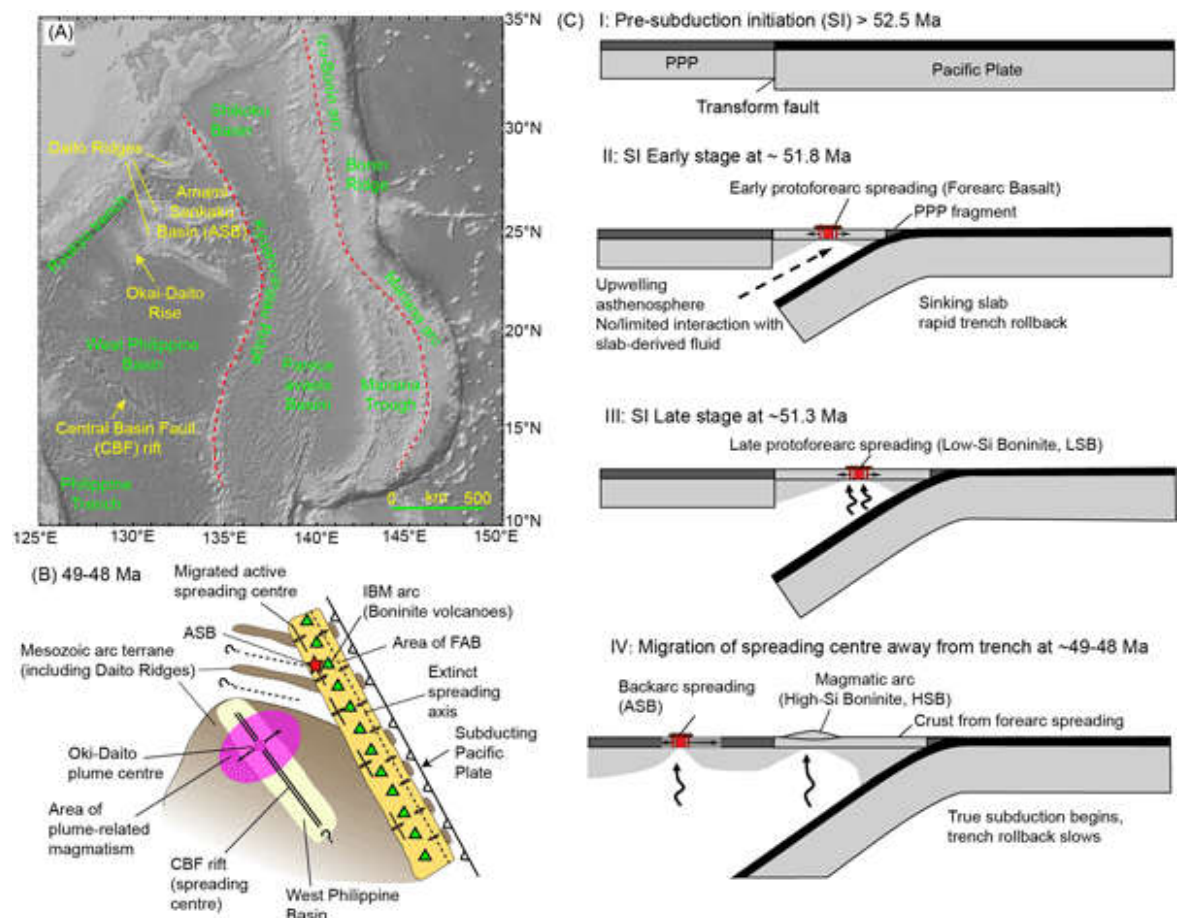 (A)
35°N
30°N
25°N
20°N
15°N
10°N
125°E
130°E
135°E
140°E
145°E
150°E
Shikoku
Basin
Izu-Bonin arc
Daito Ridges
Bonin
Ridge
Amami
Sankaku
Basin (ASB)
Okai-Daito
Rise
West Philippine
Basin
Mariana arc
Parece
Basin
Mariana
Trough
Central Basin Fault
(CBF) rift
Philippine
Trench
0 km 500
(B) 49-48 Ma
Migrated active
spreading centre
IBM arc
(Boninite volcanoes)
ASB
Area of FAB
Mesozoic arc terrane
(including Daito Ridges)
?
?
Extinct
spreading
axis
Subducting
Pacific
Plate
Oki-Daito
plume centre
Area of
plume-related
magmatism
?
CBF rift
(spreading
centre)
West Philippine
Basin
(C)
I: Pre-subduction initiation (SI) > 52.5 Ma
PPP
Pacific Plate
Transform fault
II: SI Early stage at ~ 51.8 Ma
Early protoforearc spreading (Forearc Basalt)
PPP fragment
Upwelling
asthenosphere
No/limited interaction with
slab-derived fluid
Sinking slab
rapid trench rollback
III: SI Late stage at ~51.3 Ma
Late protoforearc spreading (Low-Si Boninite, LSB)
IV: Migration of spreading centre away from trench at ~49-48 Ma
Backarc spreading
(ASB)
Magmatic arc
(High-Si Boninite, HSB)
Crust from forearc spreading
True subduction begins,
trench rollback slows